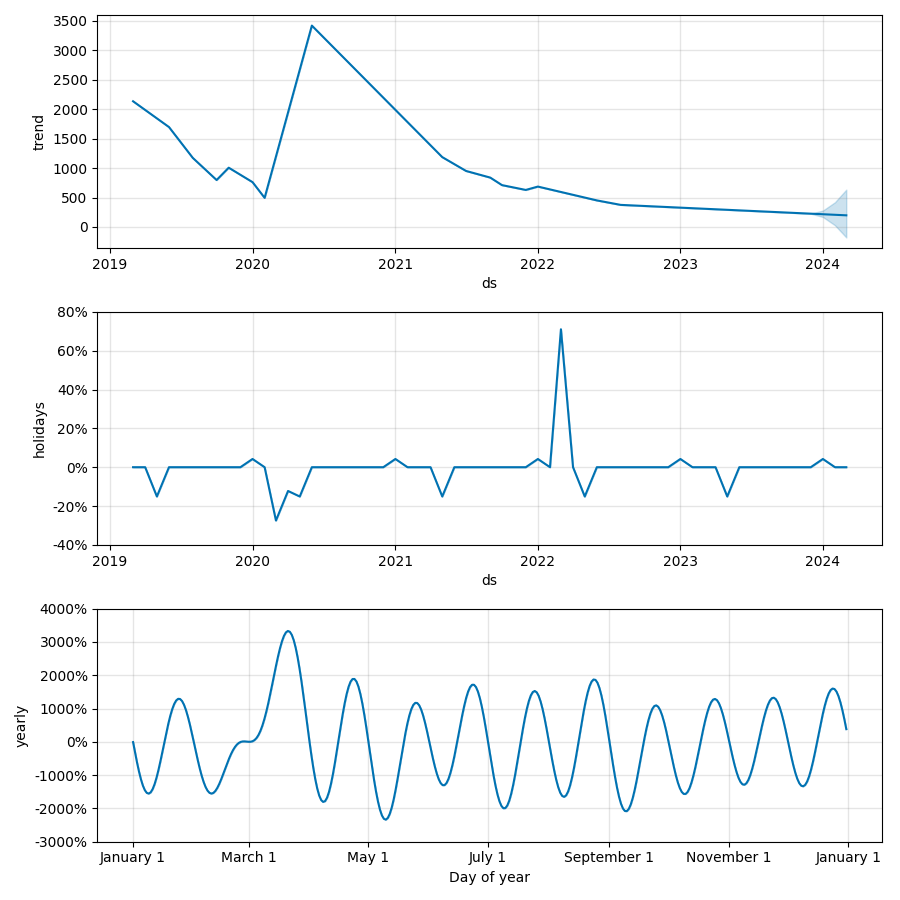 3500
3000
2500
2000
1500
1000
500
0
trend
2019 2020 2021 2022 2023 2024
ds
80%
60%
40%
20%
0%
-20%
-40%
holidays
2019 2020 2021 2022 2023 2024
ds
4000%
3000%
2000%
1000%
0%
-1000%
-2000%
-3000%
yearly
January 1 March 1 May 1 July 1 September 1 November 1 January 1
Day of year